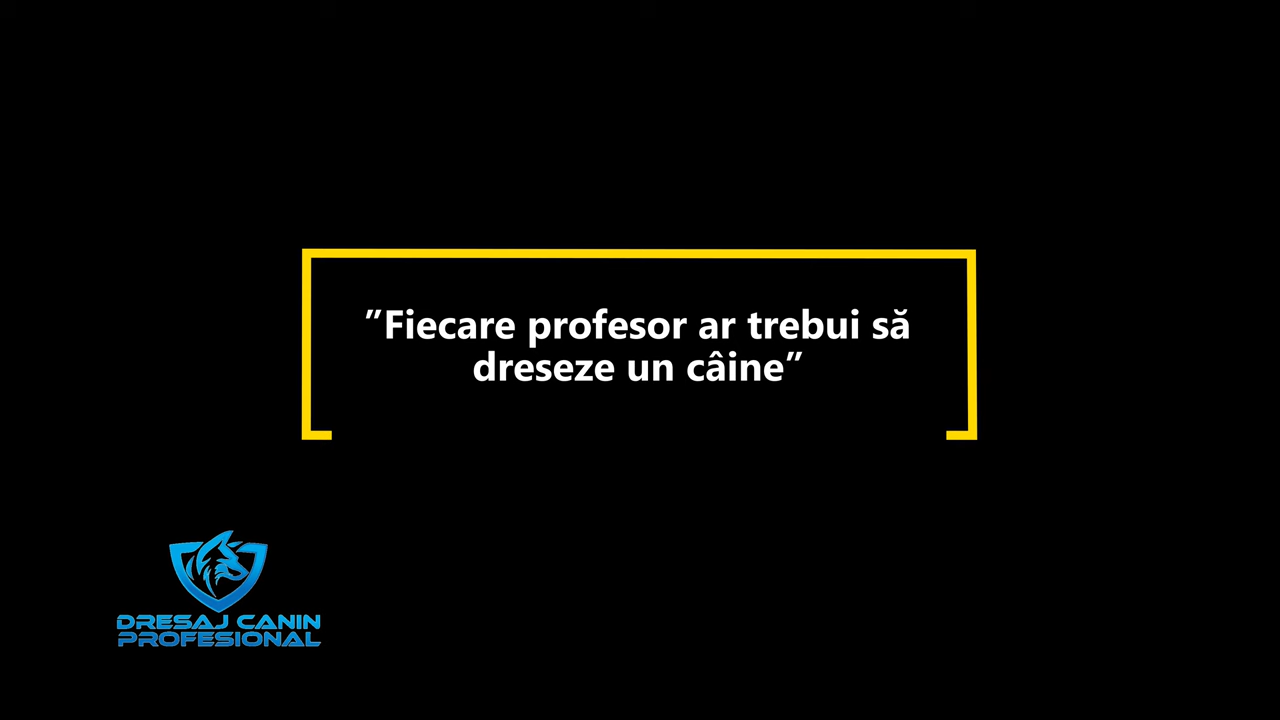 ”Fiecare profesor ar trebui să
dreseze un câine”
DRESAJ CANIN
PROFESIONAL